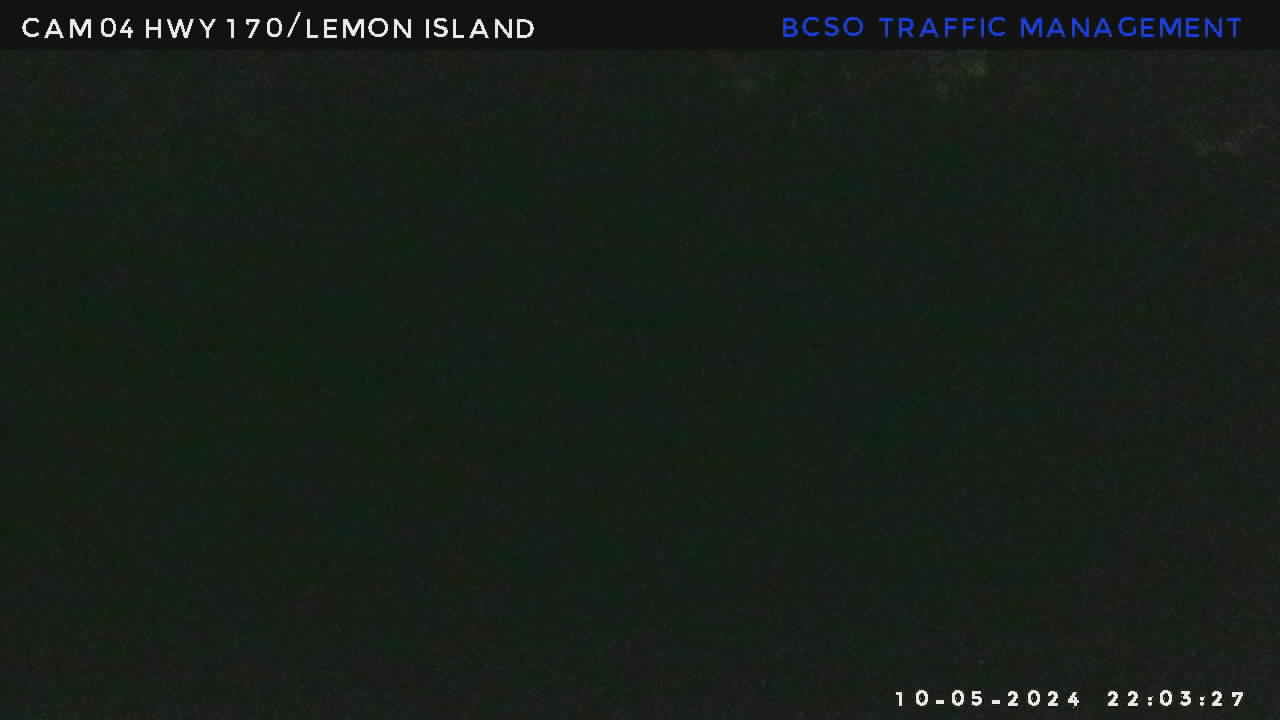 CAM 04 HWY 170/LEMON ISLAND
BCSO TRAFFIC MANAGEMENT
10-05-2024 22:03:27